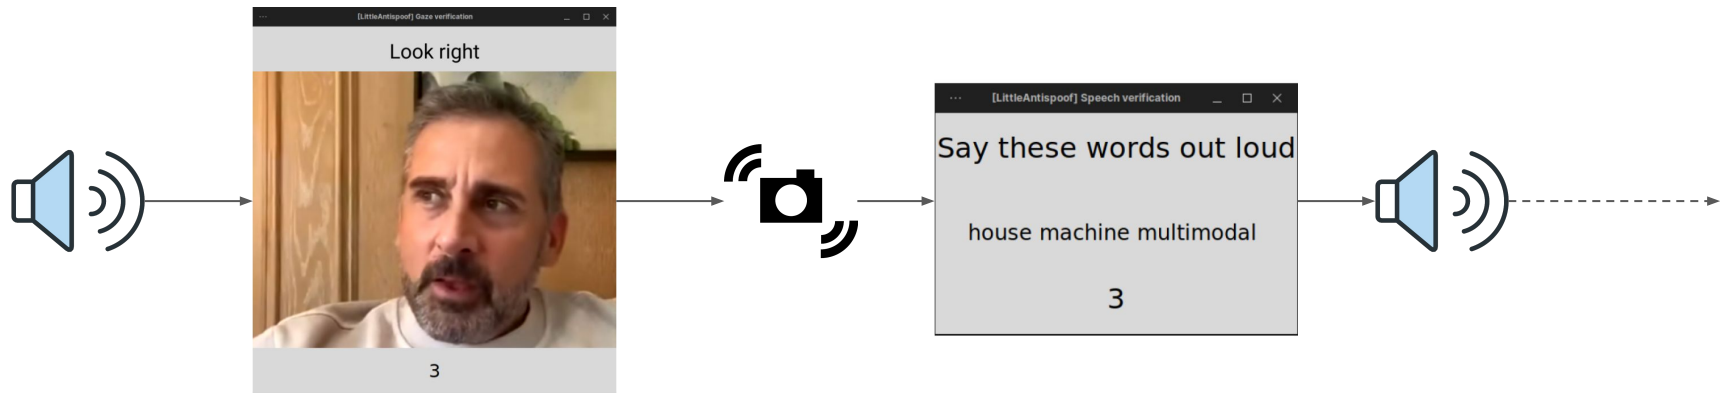 [LittleAntispoof] Gaze verification
Look right
3
[LittleAntispoof] Speech verification
Say these words out loud
house machine multimodal
3